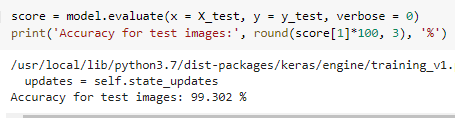 score = model.evaluate(x = X_test, y = y_test, verbose = 0)
print('Accuracy for test images:', round(score[1]*100, 3), '%')
/usr/local/lib/python3.7/dist-packages/keras/engine/training_v1.
  updates = self.state_updates
Accuracy for test images: 99.302 %